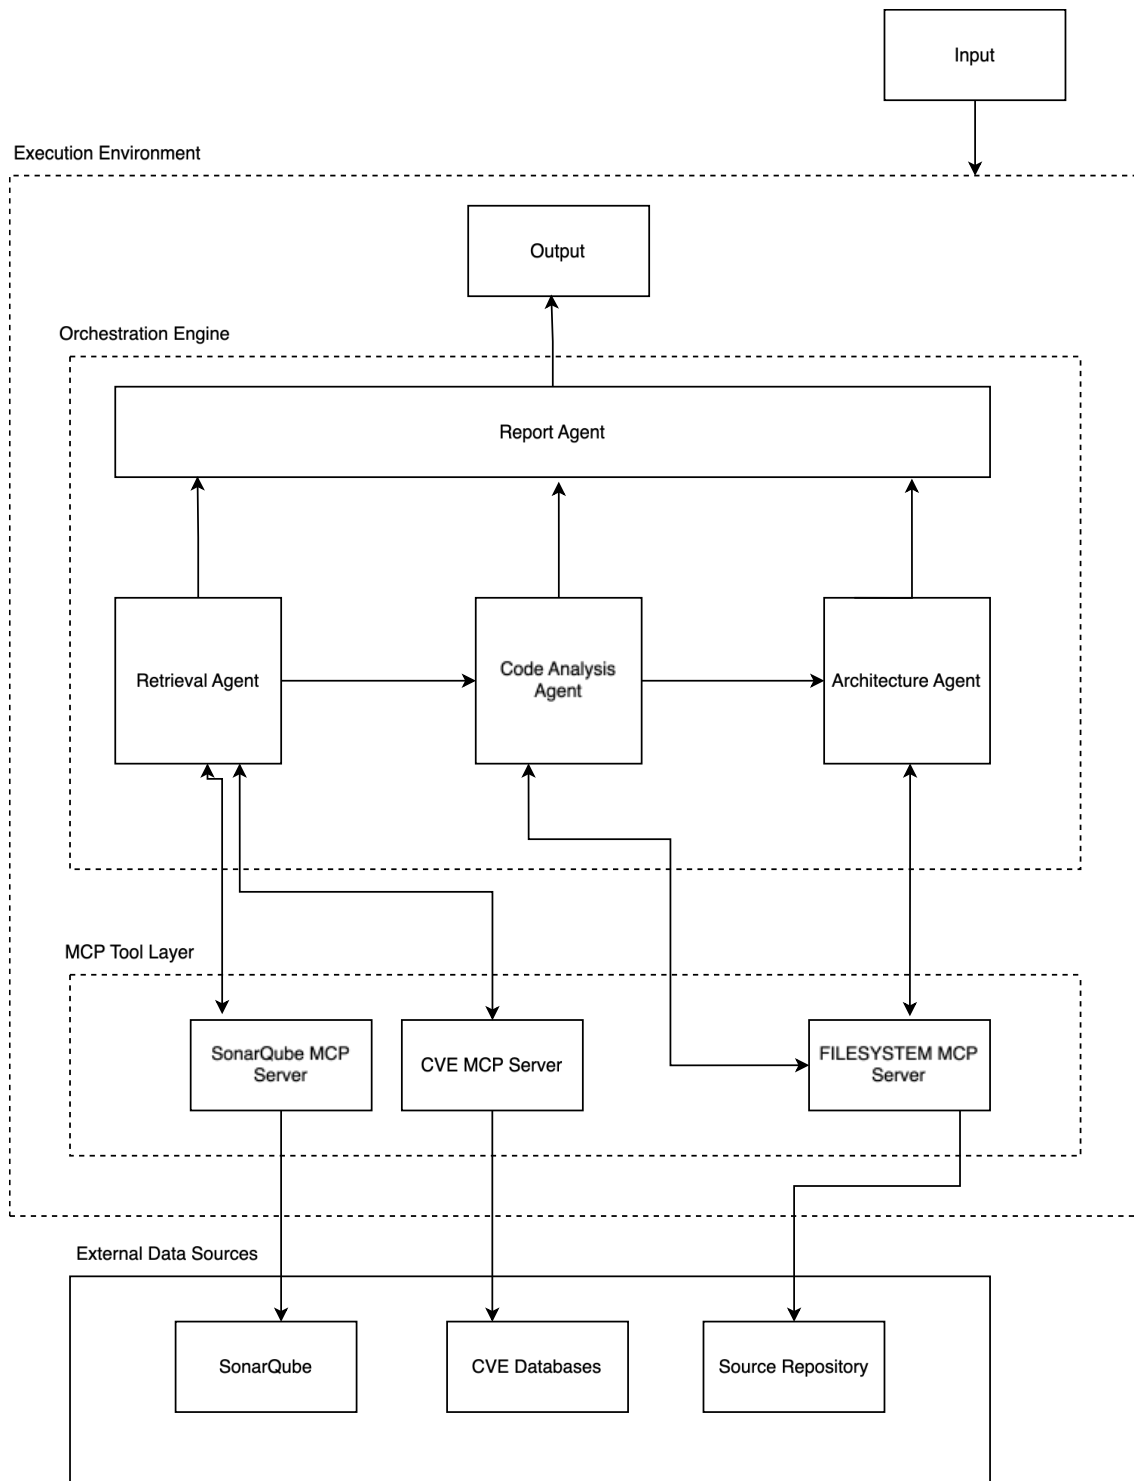 Input
Execution Environment
Output
Orchestration Engine
Report Agent
Retrieval Agent
Code Analysis
Agent
Architecture Agent
MCP Tool Layer
SonarQube MCP
Server
CVE MCP Server
FILESYSTEM MCP
Server
External Data Sources
SonarQube
CVE Databases
Source Repository